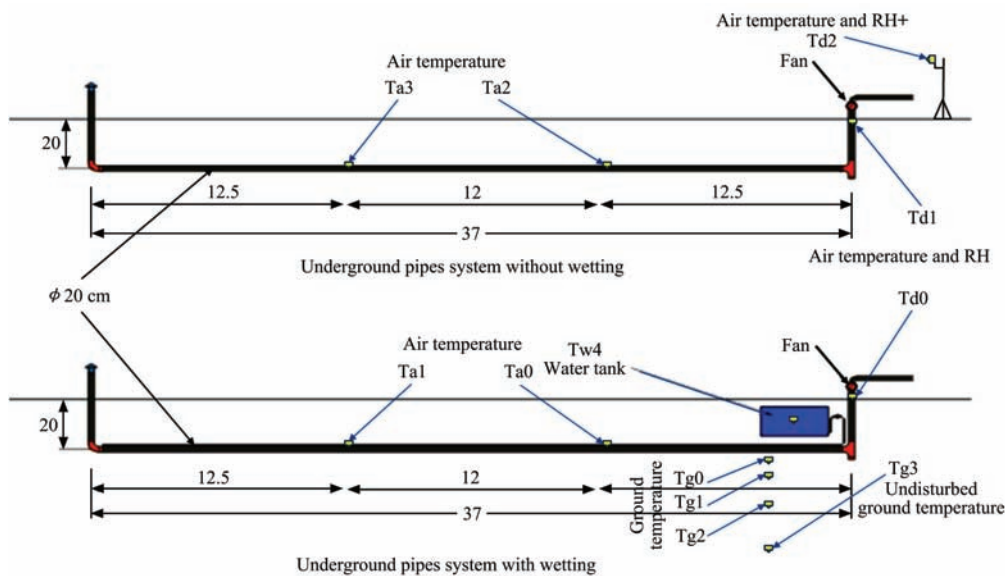 Air temperature and RH+
Td2
Air temperature
Fan
Ta3
Ta2
20
12.5
12
12.5
Td1
37
Underground pipes system without wetting
Air temperature and RH
ϕ 20 cm
Td0
Air temperature
Tw4
Fan
Ta1
Ta0
Water tank
20
12.5
12
Ground temperature
Tg0
Tg1
Tg2
Tg3
Undisturbed
ground temperature
37
Underground pipes system with wetting